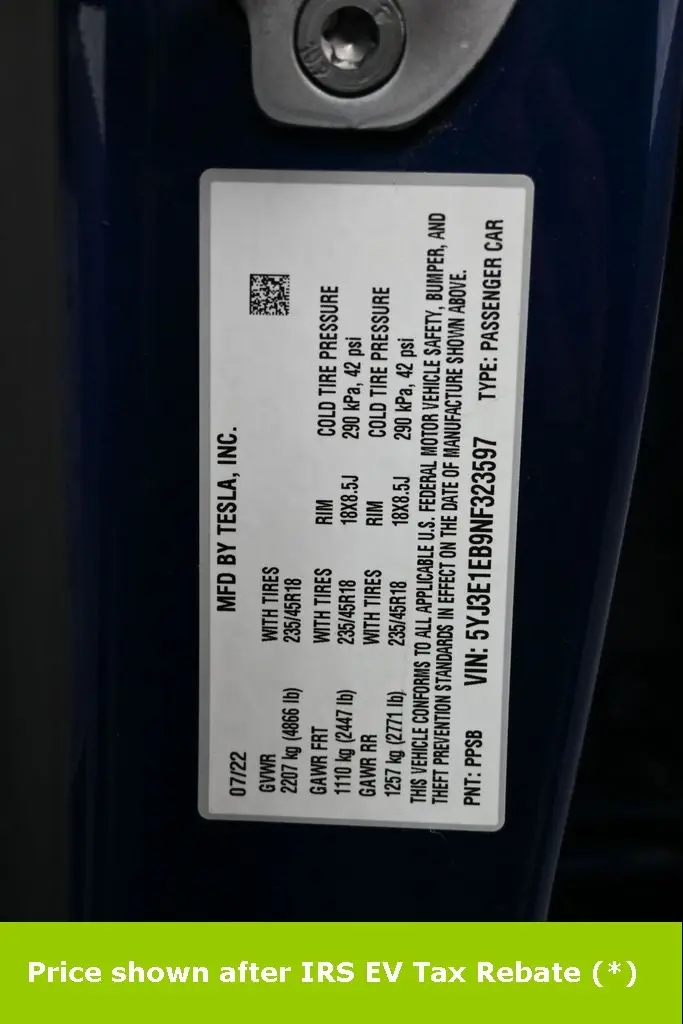 07/22 MFD BY TESLA, INC.
GVWR WITH TIRES
2207 kg (4866 lb) 235/45R18
GAWR FRT WITH TIRES RIM COLD TIRE PRESSURE
1110 kg (2447 lb) 235/45R18 18X8.5J 290 kPa, 42 psi
GAWR RR WITH TIRES RIM COLD TIRE PRESSURE
1257 kg (2771 lb) 235/45R18 18X8.5J 290 kPa, 42 psi
THIS VEHICLE CONFORMS TO ALL APPLICABLE U.S. FEDERAL MOTOR VEHICLE SAFETY, BUMPER, AND
THEFT PREVENTION STANDARDS IN EFFECT ON THE DATE OF MANUFACTURE SHOWN ABOVE.
PNT: PPSB VIN: 5YJ3E1EB9NF323597 TYPE: PASSENGER CAR
Price shown after IRS EV Tax Rebate (*)